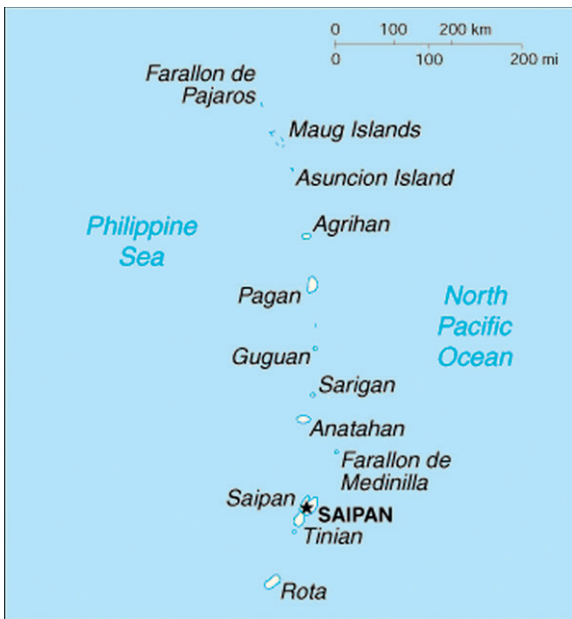 0 100 200 km
0 100 200 mi
Farallon de
Pajaros
Maug Islands
Asuncion Island
Agrihan
Philippine
Sea
Pagan
North
Pacific
Ocean
Guguan
Sarigan
Anatahan
Farallon de
Medinilla
Saipan
SAIPAN
Tinian
Rota